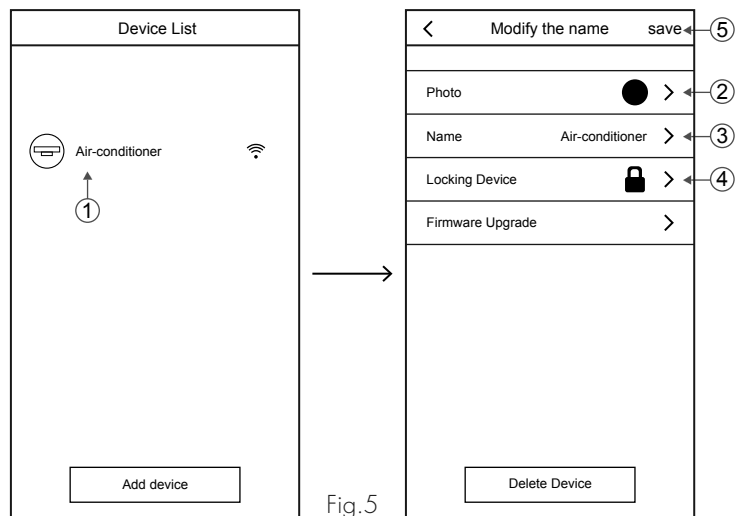 Device List
Air-conditioner
①
Add device
Fig.5
Modify the name save
⑤
Photo
②
Name Air-conditioner
③
Locking Device
④
Firmware Upgrade
Delete Device